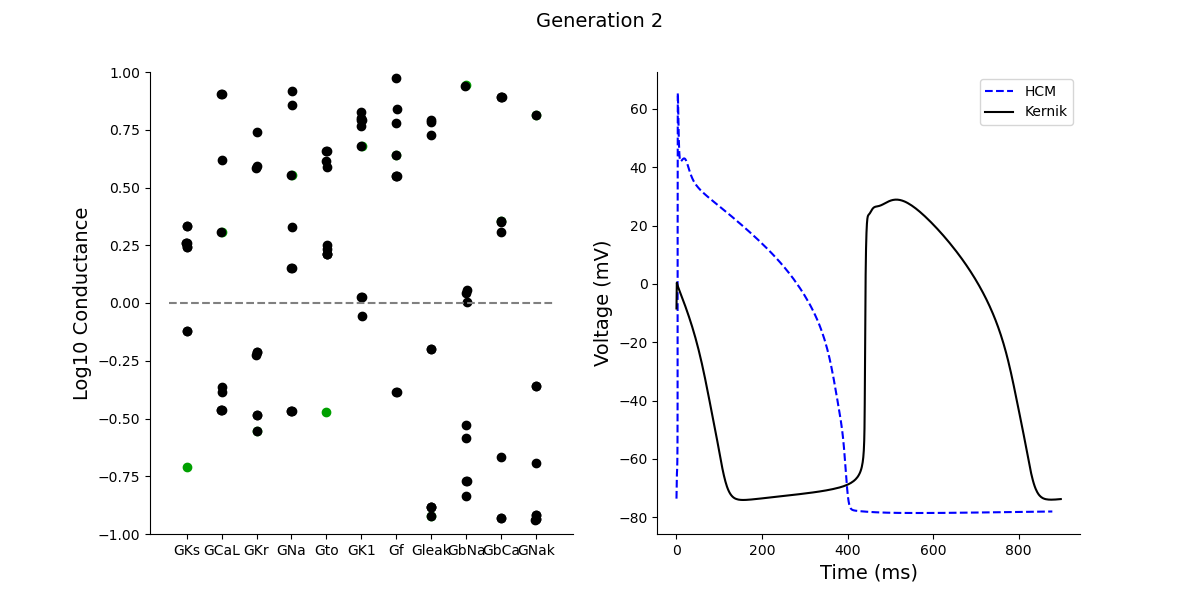 Generation 2
Log10 Conductance
1.00
0.75
0.50
0.25
0.00
−0.25
−0.50
−0.75
−1.00
GKs GCaL GKr GNa Gto GK1 Gf Gleak GbNa GbCa GNak
Voltage (mV)
60
40
20
0
−20
−40
−60
−80
0 200 400 600 800
Time (ms)
HCM
Kernik